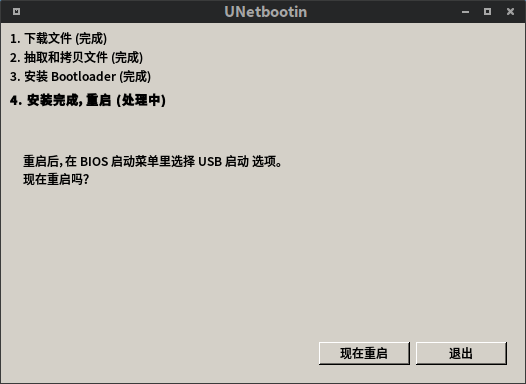 UNetbootin
1. 下载文件 (完成)
2. 抽取和拷贝文件 (完成)
3. 安装 Bootloader (完成)
4. 安装完成, 重启 (处理中)
重启后, 在 BIOS 启动菜单里选择 USB 启动 选项。
现在重启吗?
现在重启
退出